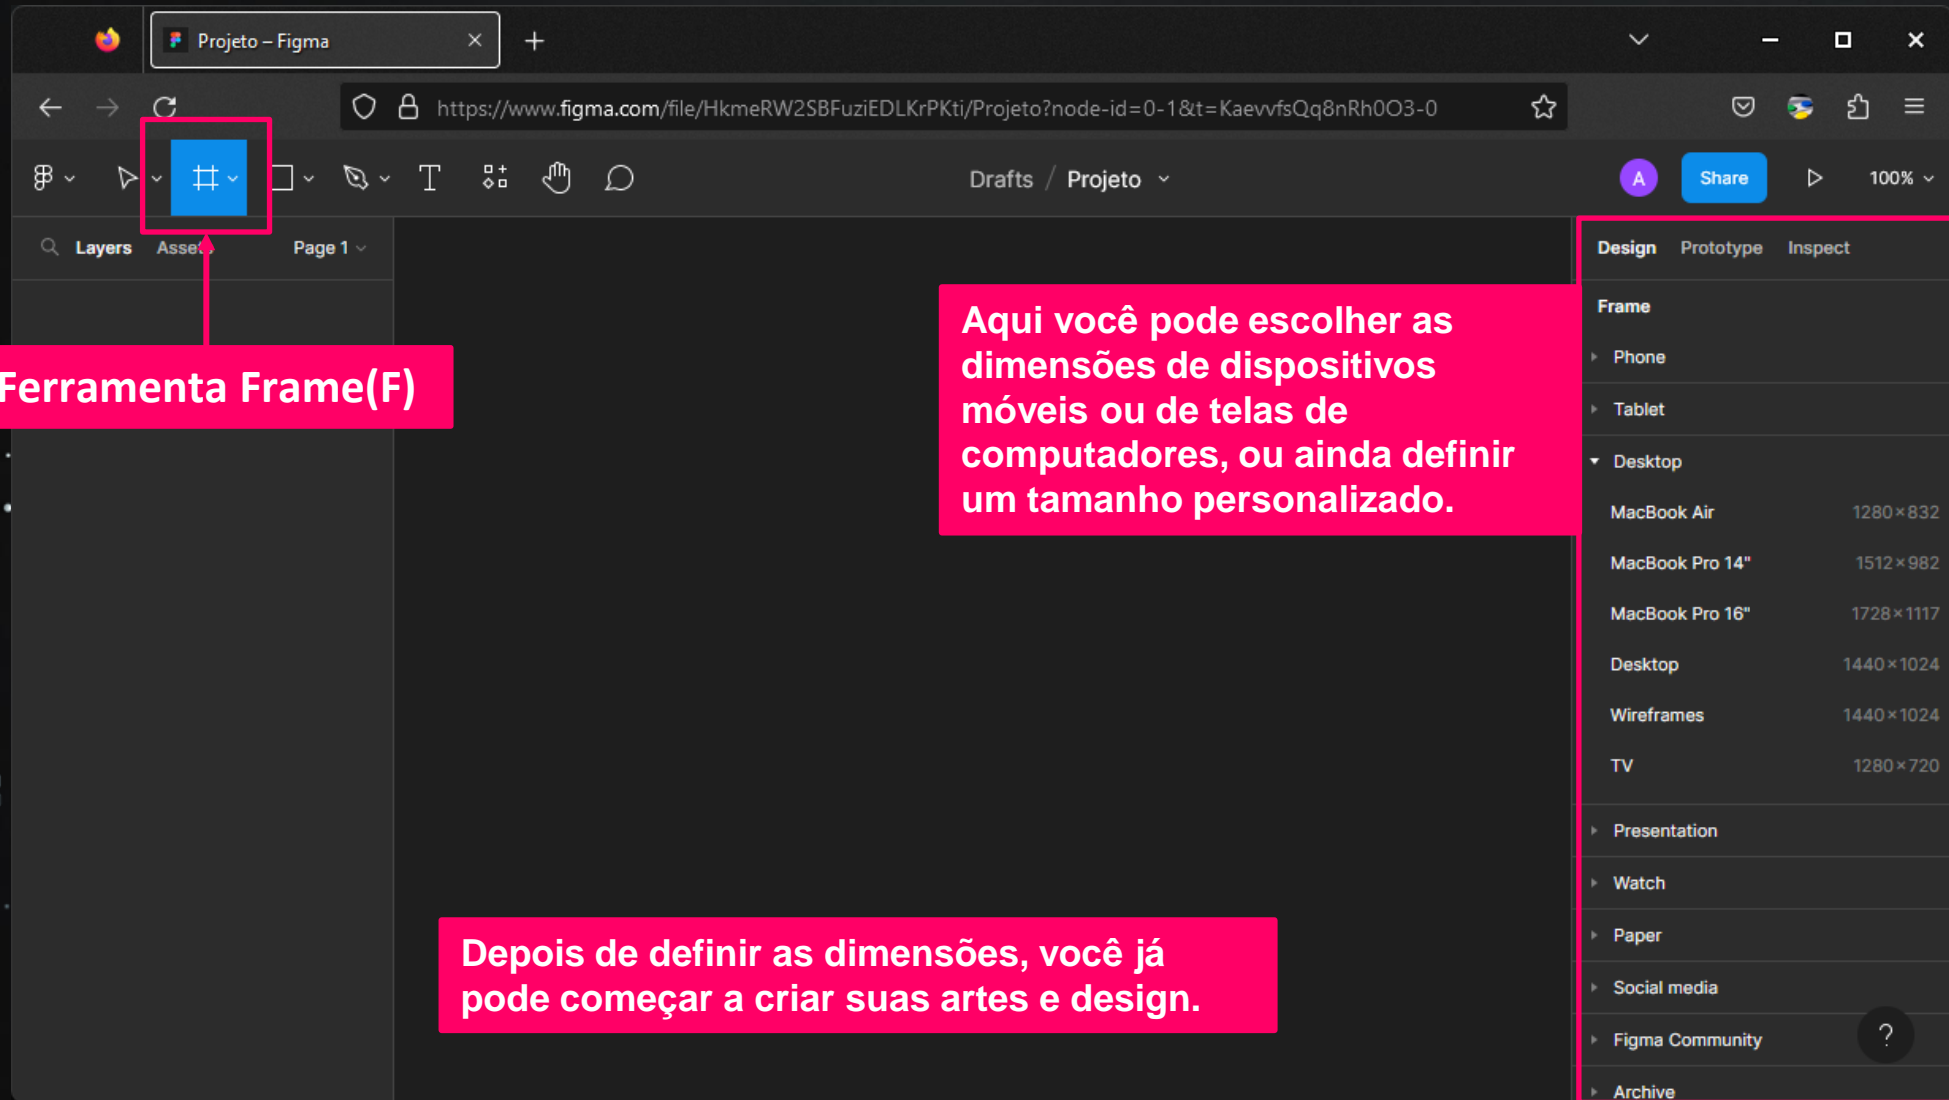 Projeto – Figma
https://www.figma.com/file/HkmeRW2SBFuziEDLKrPKti/Projeto?node-id=0-1&t=KaevvfsQq8nRh0O3-0
Drafts / Projeto
A
Share
100%
Layers Assets Page 1
Design Prototype Inspect
Ferramenta Frame(F)
Aqui você pode escolher as
dimensões de dispositivos
móveis ou de telas de
computadores, ou ainda definir
um tamanho personalizado.
Frame
Phone
Tablet
Desktop
MacBook Air 1280×832
MacBook Pro 14" 1512×982
MacBook Pro 16" 1728×1117
Desktop 1440×1024
Wireframes 1440×1024
TV 1280×720
Presentation
Watch
Paper
Social media
Figma Community
?
Archive
Depois de definir as dimensões, você já
pode começar a criar suas artes e design.